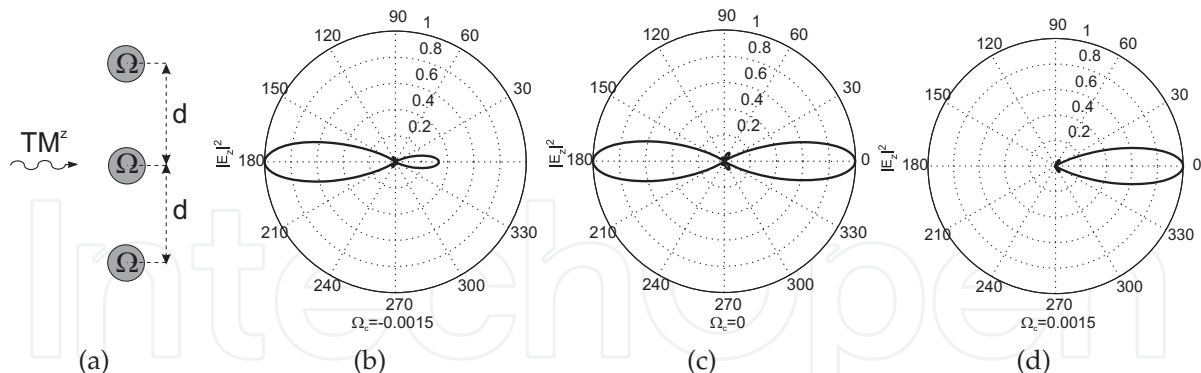 Ω
d
TM^z
Ω
d
Ω
(a)
90
1
120
60
0.8
0.6
150
30
0.4
0.2
|E_z|^2
180
210
330
240
300
270
Ω_c=-0.0015
(b)
90
1
120
60
0.8
0.6
150
30
0.4
0.2
|E_z|^2
180
0
210
330
240
300
270
Ω_c=0
(c)
90
1
120
60
0.8
0.6
150
30
0.4
0.2
|E_z|^2
180
0
210
330
240
300
270
Ω_c=0.0015
(d)
Intechopen